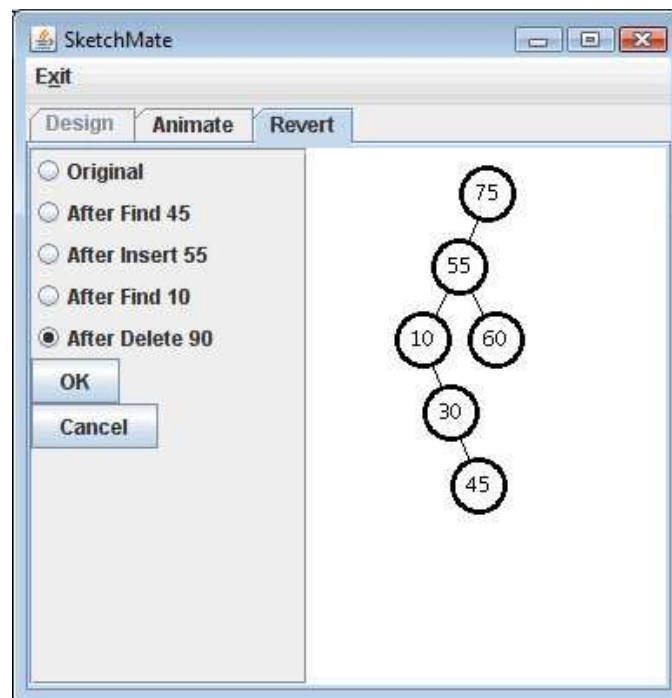 SketchMate
Exit
Design Animate Revert
Original
After Find 45
After Insert 55
After Find 10
After Delete 90
OK
Cancel
75
55
10 60
30
45